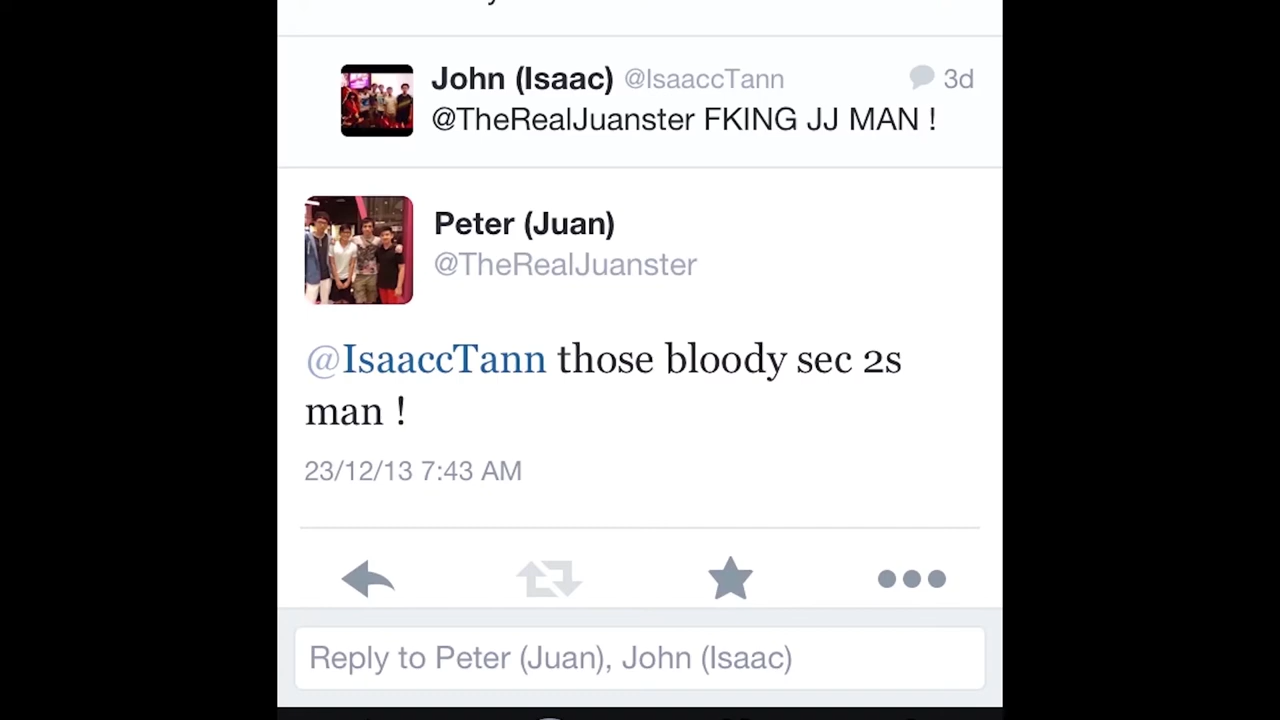 John (Isaac) @IsaaccTann 3d
@TheRealJuanster FKING JJ MAN !
Peter (Juan)
@TheRealJuanster
@IsaaccTann those bloody sec 2s
man !
23/12/13 7:43 AM
Reply to Peter (Juan), John (Isaac)